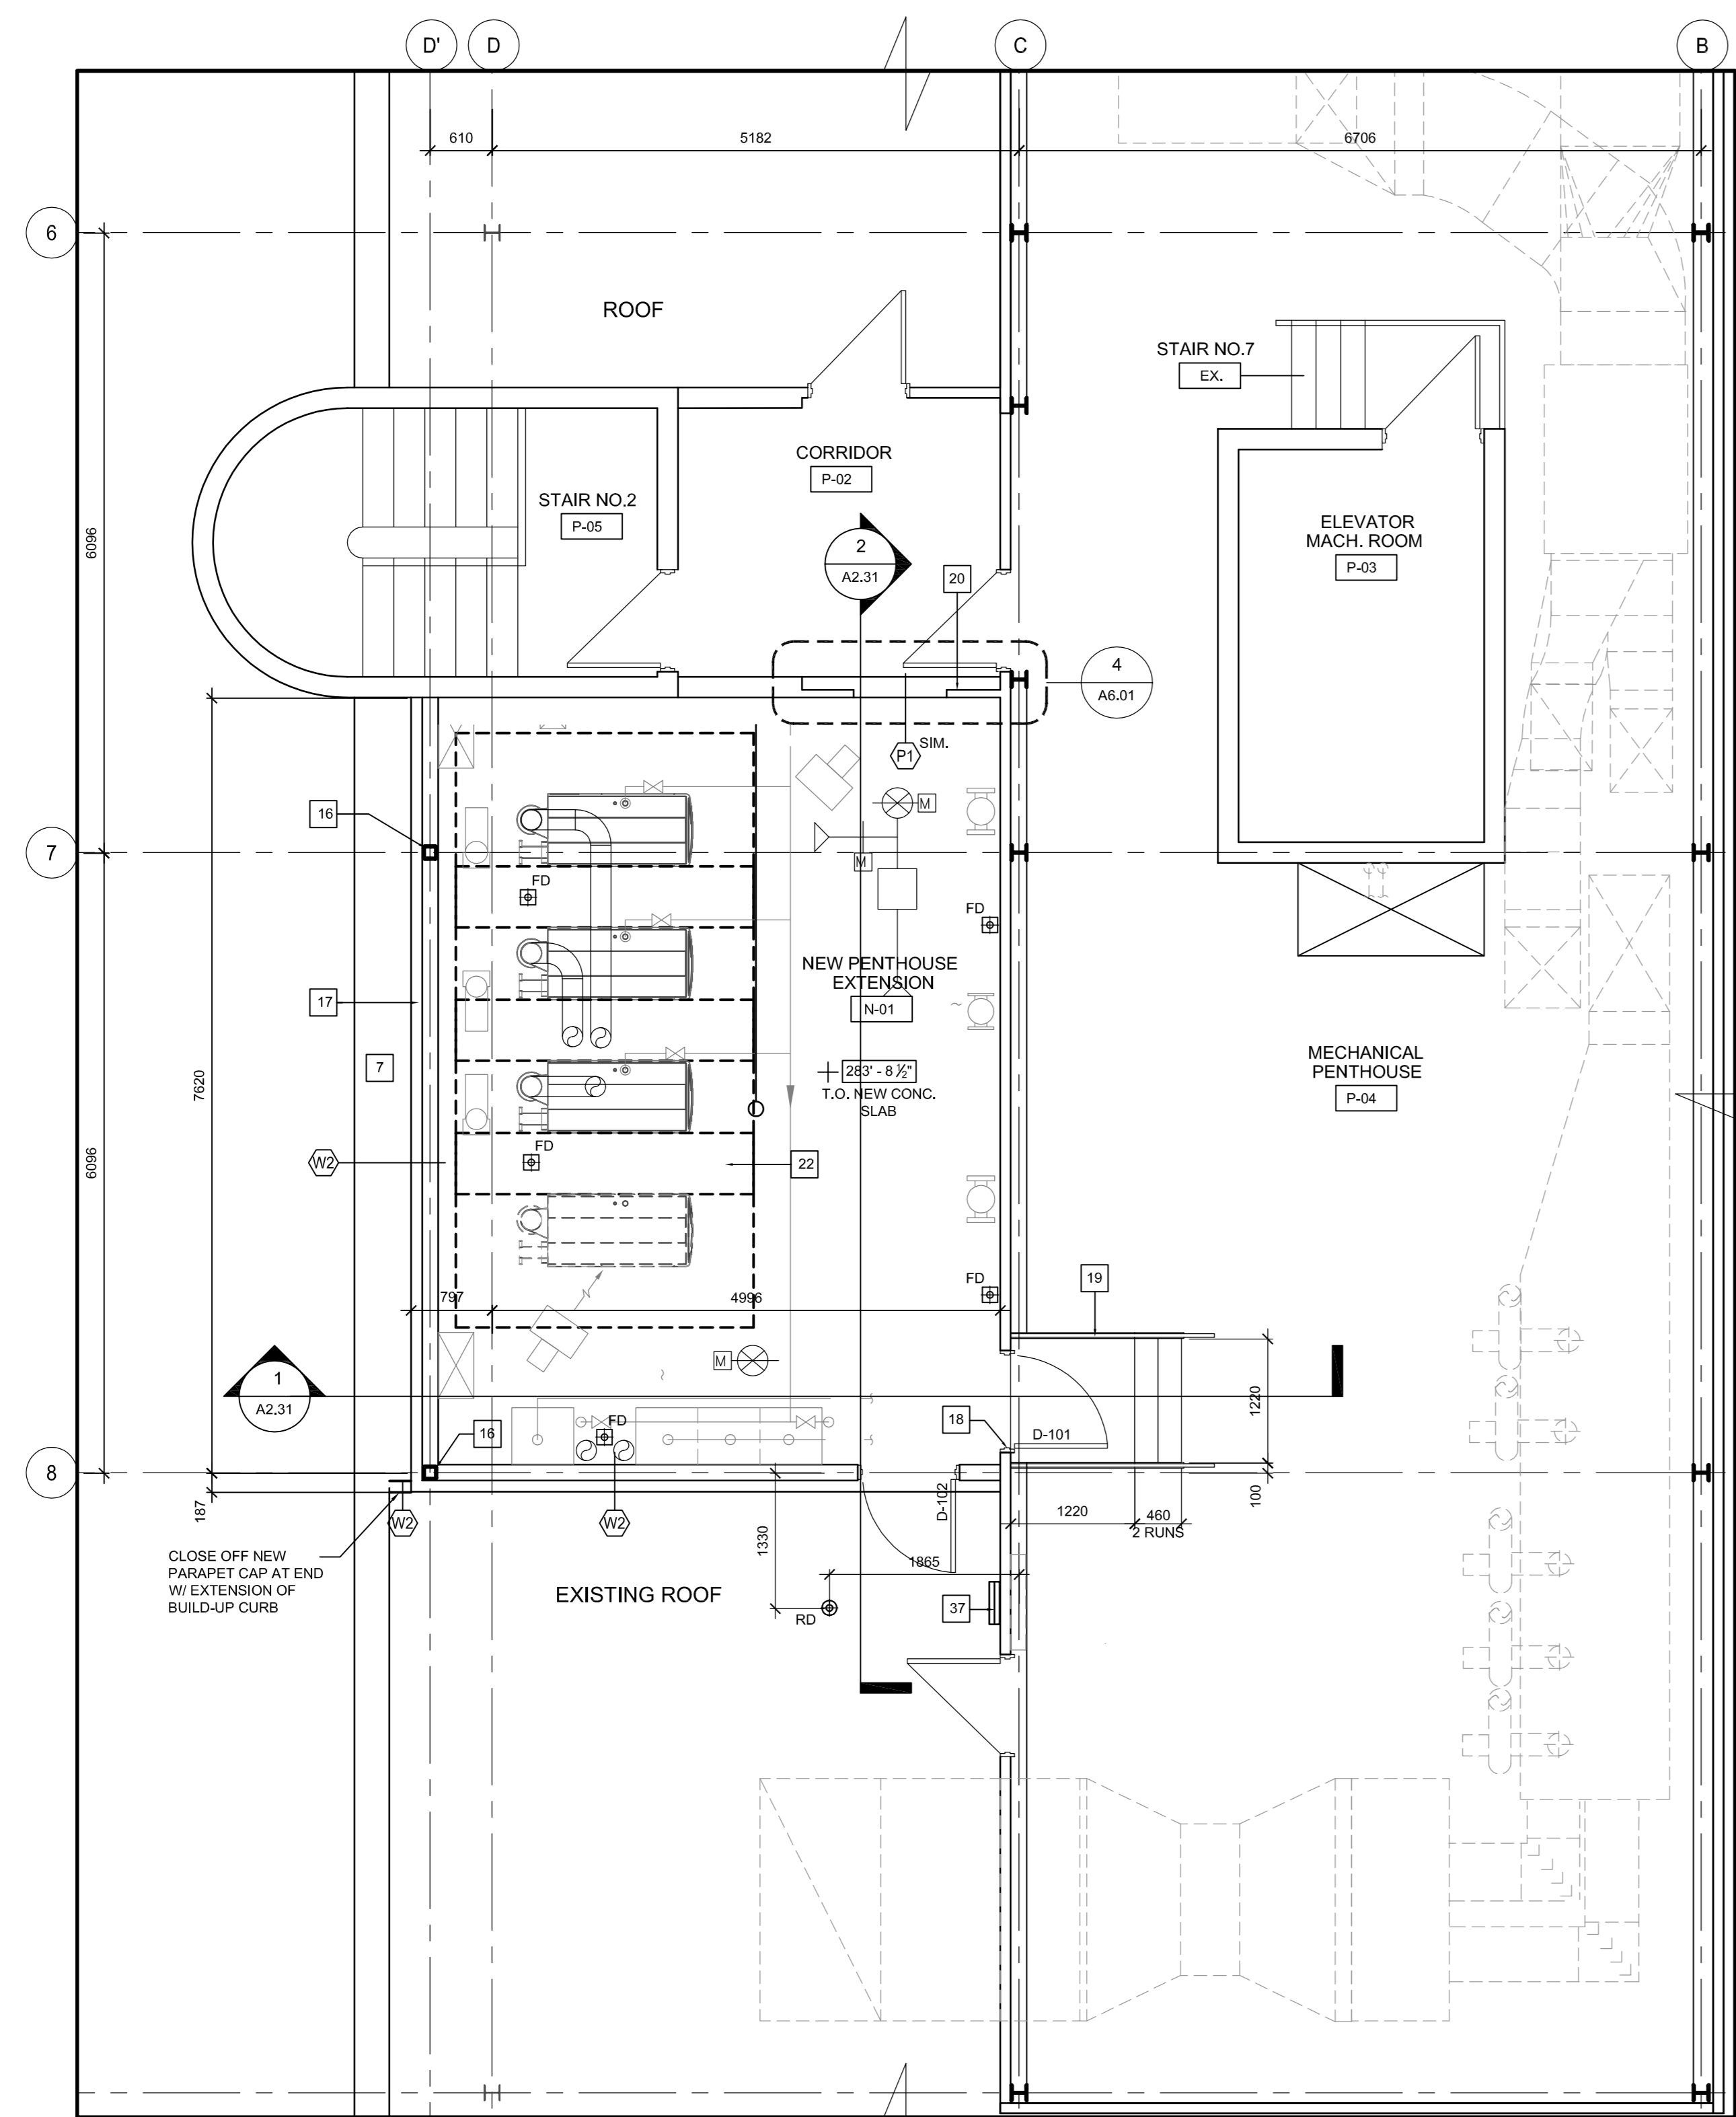 D'
D
C
B
610
5182
6706
6
ROOF
STAIR NO.7
EX.
CORRIDOR
P-02
STAIR NO.2
P-05
ELEVATOR
MACH. ROOM
P-03
6096
2
A2.31
20
4
A6.01
SIM.
P1
16
M
7
M
FD
FD
NEW PENTHOUSE
EXTENSION
N-01
17
7
7620
283' - 8 ½"
T.O. NEW CONC.
SLAB
MECHANICAL
PENTHOUSE
P-04
FD
W2
22
6096
FD
19
797
4996
M
1
A2.31
1220
FD
16
18
D-101
8
187
W2
W2
D-102
1330
1220
460
2 RUNS
100
CLOSE OFF NEW
PARAPET CAP AT END
W/ EXTENSION OF
BUILD-UP CURB
EXISTING ROOF
1865
RD
37